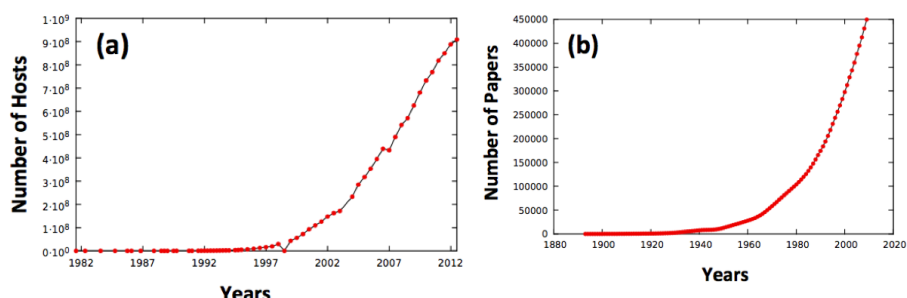 (a)
Number of Hosts
1·10⁹
9·10⁸
8·10⁸
7·10⁸
6·10⁸
5·10⁸
4·10⁸
3·10⁸
2·10⁸
1·10⁸
0·10⁰
1982 1987 1992 1997 2002 2007 2012
Years
(b)
Number of Papers
450000
400000
350000
300000
250000
200000
150000
100000
50000
0
1880 1900 1920 1940 1960 1980 2000 2020
Years